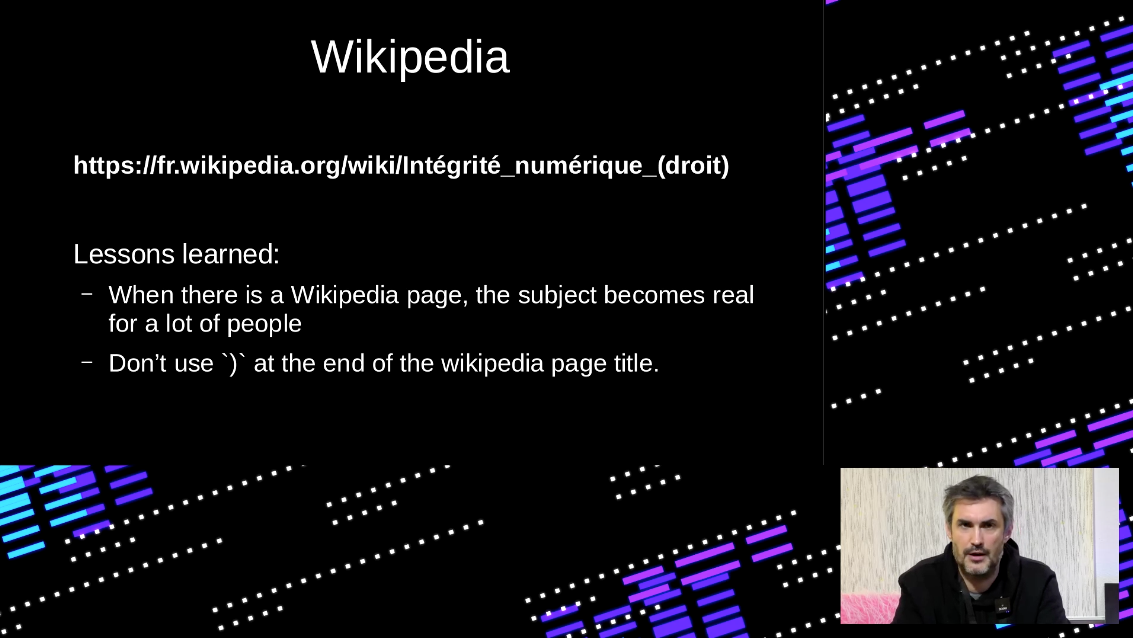 Wikipedia
https://fr.wikipedia.org/wiki/Intégrité_numérique_(droit)
Lessons learned:
– When there is a Wikipedia page, the subject becomes real
for a lot of people
– Don’t use `)` at the end of the wikipedia page title.